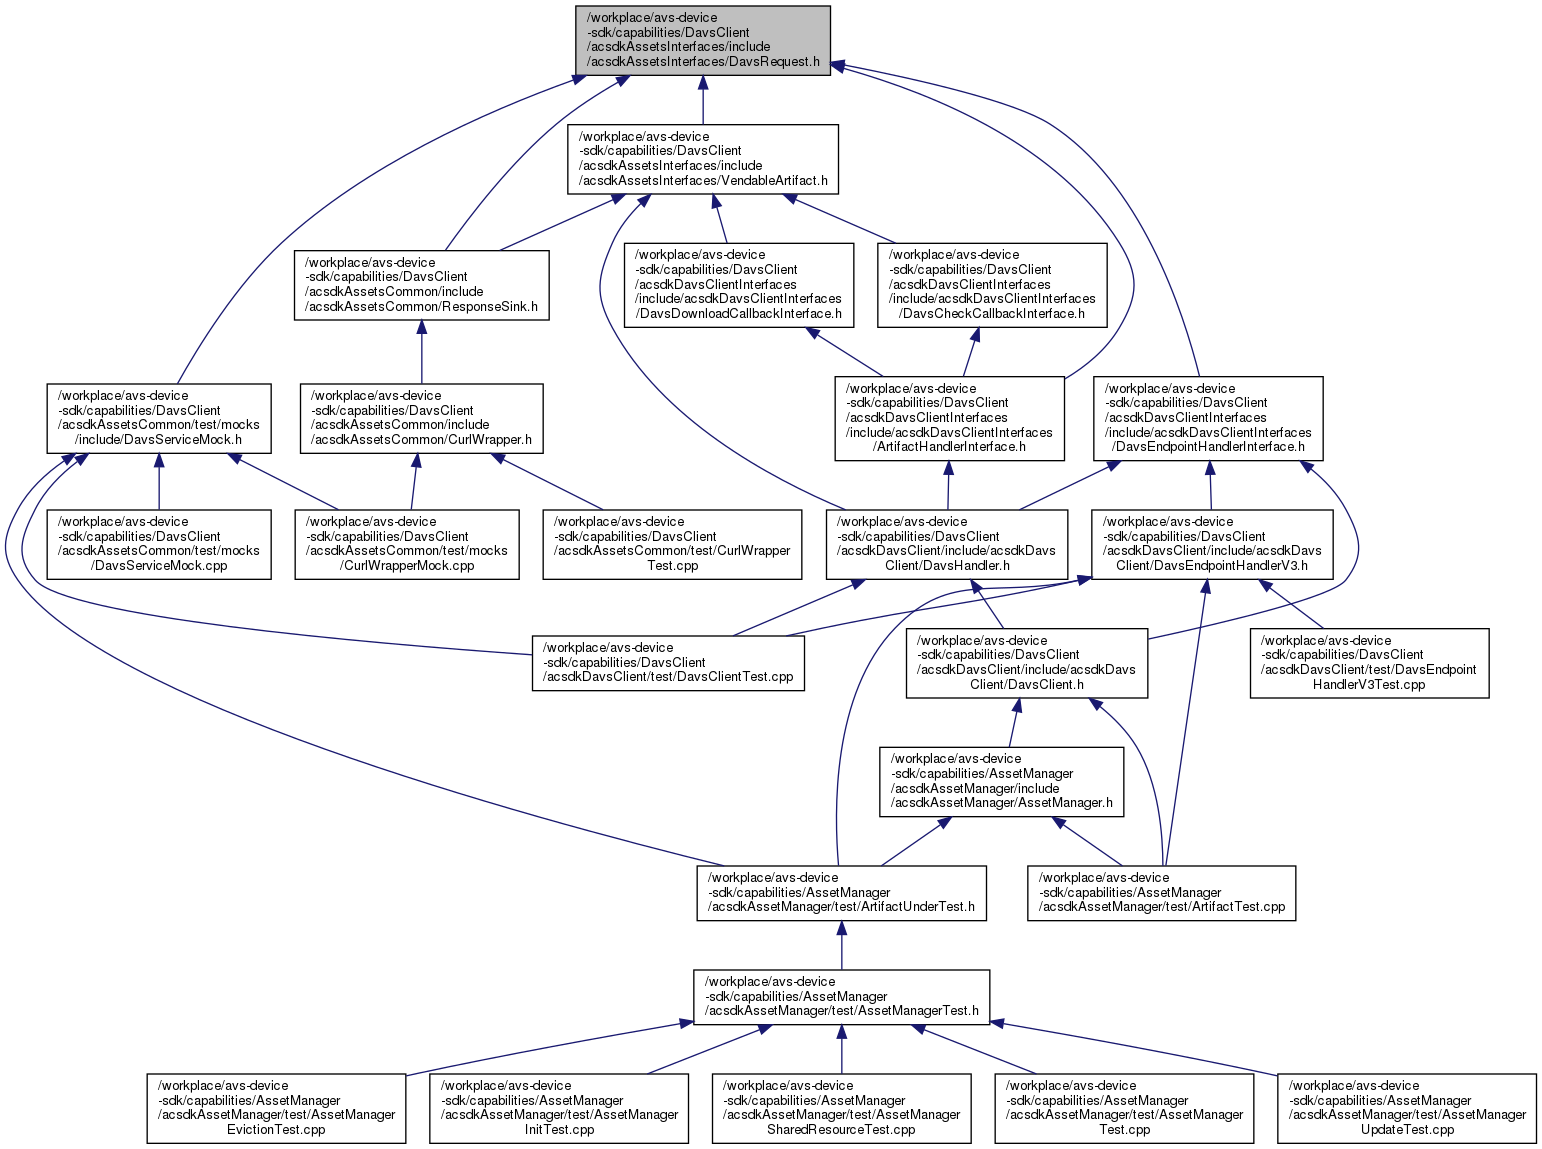 /workplace/avs-device
-sdk/capabilities/DavsClient
/acsdkAssetsInterfaces/include
/acsdkAssetsInterfaces/DavsRequest.h
/workplace/avs-device
-sdk/capabilities/DavsClient
/acsdkAssetsInterfaces/include
/acsdkAssetsInterfaces/VendableArtifact.h
/workplace/avs-device
-sdk/capabilities/DavsClient
/acsdkAssetsCommon/include
/acsdkAssetsCommon/ResponseSink.h
/workplace/avs-device
-sdk/capabilities/DavsClient
/acsdkDavsClientInterfaces
/include/acsdkDavsClientInterfaces
/DavsDownloadCallbackInterface.h
/workplace/avs-device
-sdk/capabilities/DavsClient
/acsdkDavsClientInterfaces
/include/acsdkDavsClientInterfaces
/DavsCheckCallbackInterface.h
/workplace/avs-device
-sdk/capabilities/DavsClient
/acsdkAssetsCommon/test/mocks
/include/DavsServiceMock.h
/workplace/avs-device
-sdk/capabilities/DavsClient
/acsdkAssetsCommon/include
/acsdkAssetsCommon/CurlWrapper.h
/workplace/avs-device
-sdk/capabilities/DavsClient
/acsdkDavsClientInterfaces
/include/acsdkDavsClientInterfaces
/ArtifactHandlerInterface.h
/workplace/avs-device
-sdk/capabilities/DavsClient
/acsdkDavsClientInterfaces
/include/acsdkDavsClientInterfaces
/DavsEndpointHandlerInterface.h
/workplace/avs-device
-sdk/capabilities/DavsClient
/acsdkAssetsCommon/test/mocks
/DavsServiceMock.cpp
/workplace/avs-device
-sdk/capabilities/DavsClient
/acsdkAssetsCommon/test/mocks
/CurlWrapperMock.cpp
/workplace/avs-device
-sdk/capabilities/DavsClient
/acsdkAssetsCommon/test/CurlWrapper
Test.cpp
/workplace/avs-device
-sdk/capabilities/DavsClient
/acsdkDavsClient/include/acsdkDavs
Client/DavsHandler.h
/workplace/avs-device
-sdk/capabilities/DavsClient
/acsdkDavsClient/include/acsdkDavs
Client/DavsEndpointHandlerV3.h
/workplace/avs-device
-sdk/capabilities/DavsClient
/acsdkDavsClient/test/DavsClientTest.cpp
/workplace/avs-device
-sdk/capabilities/DavsClient
/acsdkDavsClient/include/acsdkDavs
Client/DavsClient.h
/workplace/avs-device
-sdk/capabilities/DavsClient
/acsdkDavsClient/test/DavsEndpoint
HandlerV3Test.cpp
/workplace/avs-device
-sdk/capabilities/AssetManager
/acsdkAssetManager/include
/acsdkAssetManager/AssetManager.h
/workplace/avs-device
-sdk/capabilities/AssetManager
/acsdkAssetManager/test/ArtifactUnderTest.h
/workplace/avs-device
-sdk/capabilities/AssetManager
/acsdkAssetManager/test/ArtifactTest.cpp
/workplace/avs-device
-sdk/capabilities/AssetManager
/acsdkAssetManager/test/AssetManagerTest.h
/workplace/avs-device
-sdk/capabilities/AssetManager
/acsdkAssetManager/test/AssetManager
EvictionTest.cpp
/workplace/avs-device
-sdk/capabilities/AssetManager
/acsdkAssetManager/test/AssetManager
InitTest.cpp
/workplace/avs-device
-sdk/capabilities/AssetManager
/acsdkAssetManager/test/AssetManager
SharedResourceTest.cpp
/workplace/avs-device
-sdk/capabilities/AssetManager
/acsdkAssetManager/test/AssetManager
Test.cpp
/workplace/avs-device
-sdk/capabilities/AssetManager
/acsdkAssetManager/test/AssetManager
UpdateTest.cpp